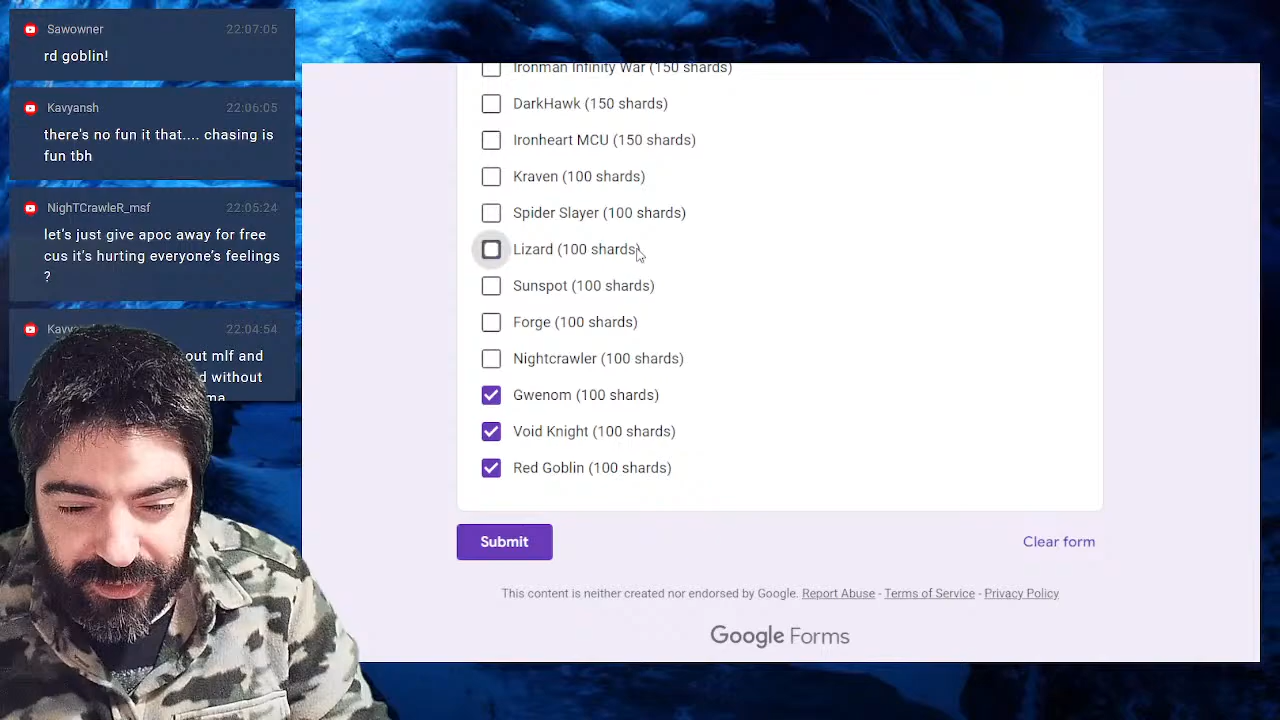 Sawowner 22:07:05
rd goblin!
Kavyansh 22:06:05
there's no fun it that.... chasing is
fun tbh
NighTCrawleR_msf 22:05:24
let's just give apoc away for free
cus it's hurting everyone's feelings
?
22:04:54
out mlf and
without
Ironman Infinity War (150 shards)
DarkHawk (150 shards)
Ironheart MCU (150 shards)
Kraven (100 shards)
Spider Slayer (100 shards)
Lizard (100 shards)
Sunspot (100 shards)
Forge (100 shards)
Nightcrawler (100 shards)
Gwenom (100 shards)
Void Knight (100 shards)
Red Goblin (100 shards)
Submit
Clear form
This content is neither created nor endorsed by Google. Report Abuse - Terms of Service - Privacy Policy
Google Forms